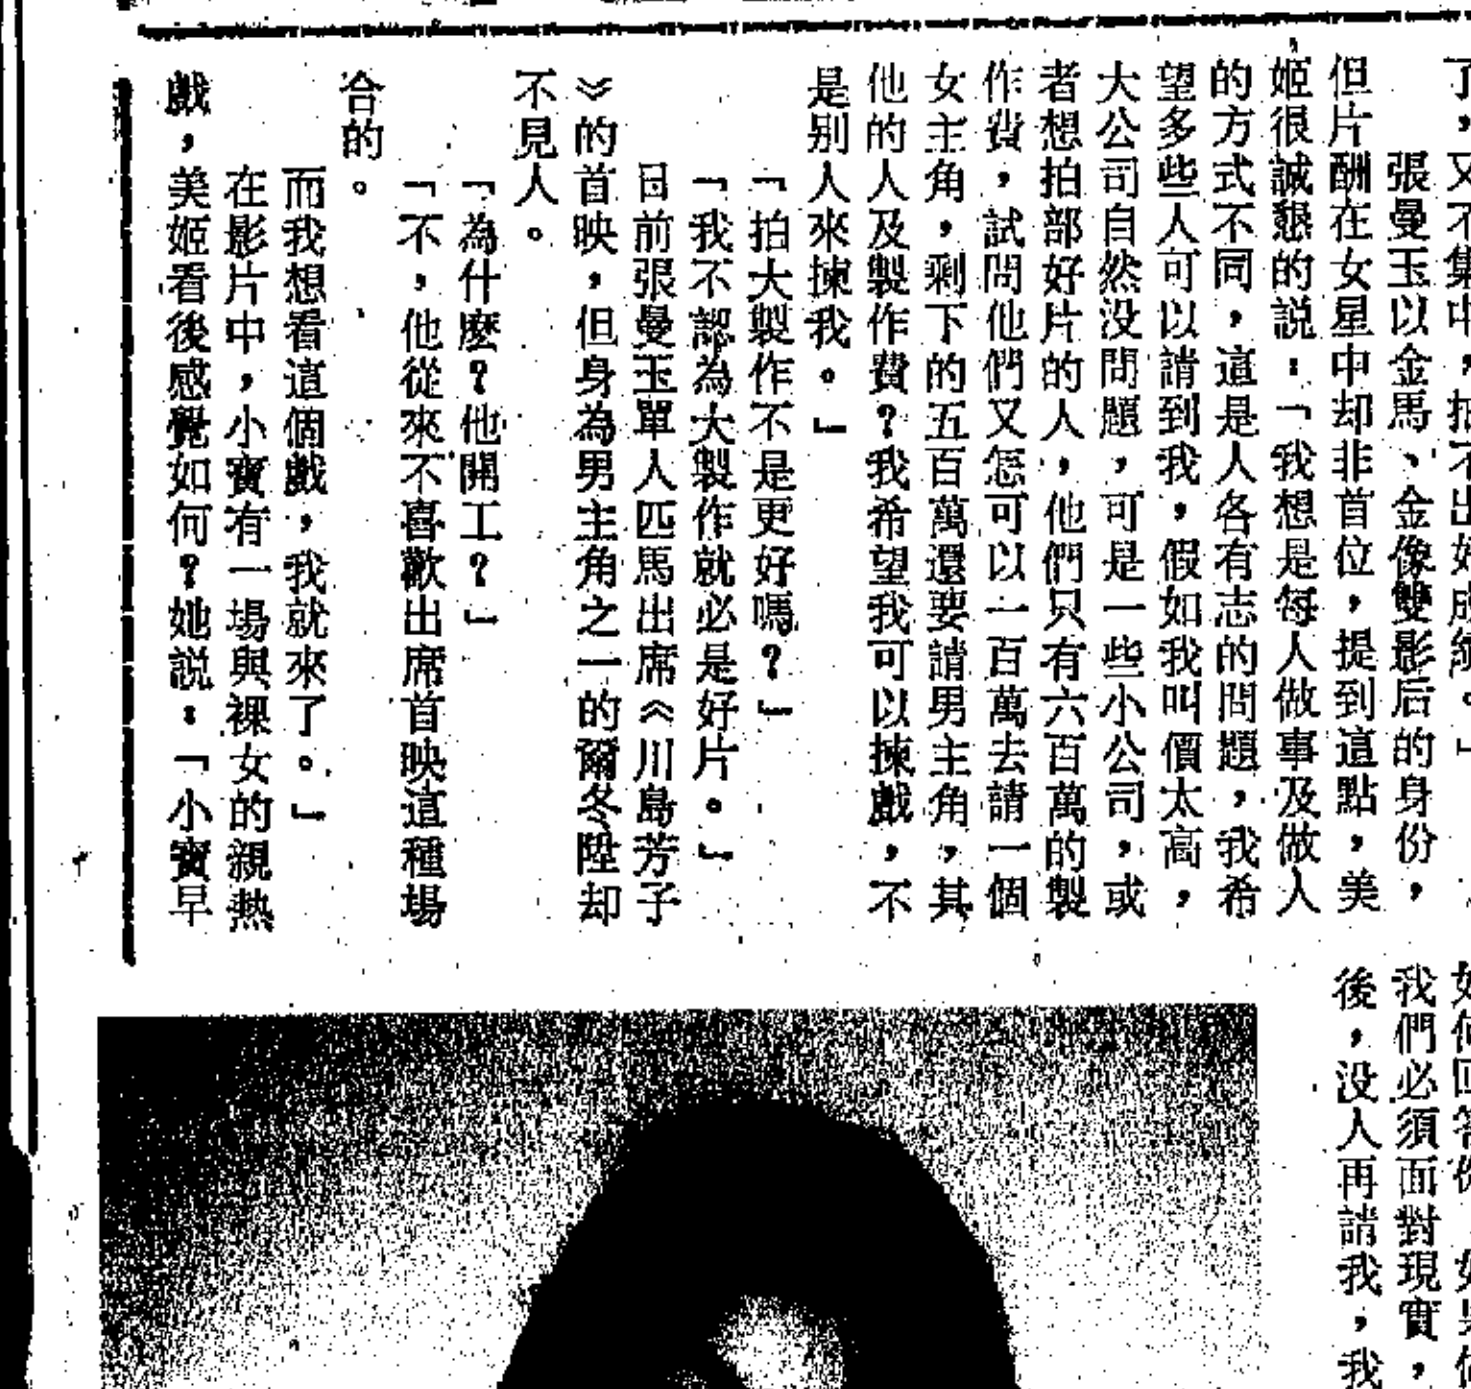 了，又不集中，拍不出好成績。」
張曼玉以金馬、金像雙影后的身份，
但片酬在女星中却非首位，提到這點，美
姬很誠懇的説：「我想是每人做事及做人
的方式不同，這是人各有志的問題，我希
望多些人可以請到我，假如我叫價太高，
大公司自然没問題，可是一些小公司，或
者想拍部好片的人，他們只有六百萬的製
作費，試問他們又怎可以一百萬去請一個
女主角，剩下的五百萬還要請男主角，其
他的人及製作費？我希望我可以揀戲，不
是别人來揀我。」
「拍大製作不是更好嗎？」
「我不認為大製作就必是好片。」
日前張曼玉單人匹馬出席《川島芳子
》的首映，但身為男主角之一的爾冬陞却
不見人。
「為什麽？他開工？」
「不，他從來不喜歡出席首映這種場
合的。
而我想看這個戲，我就來了。」
在影片中，小寶有一場與裸女的親熱
戲，美姬看後感覺如何？她説：「小寶早
我們必須面對現實，
後，没人再請我，我